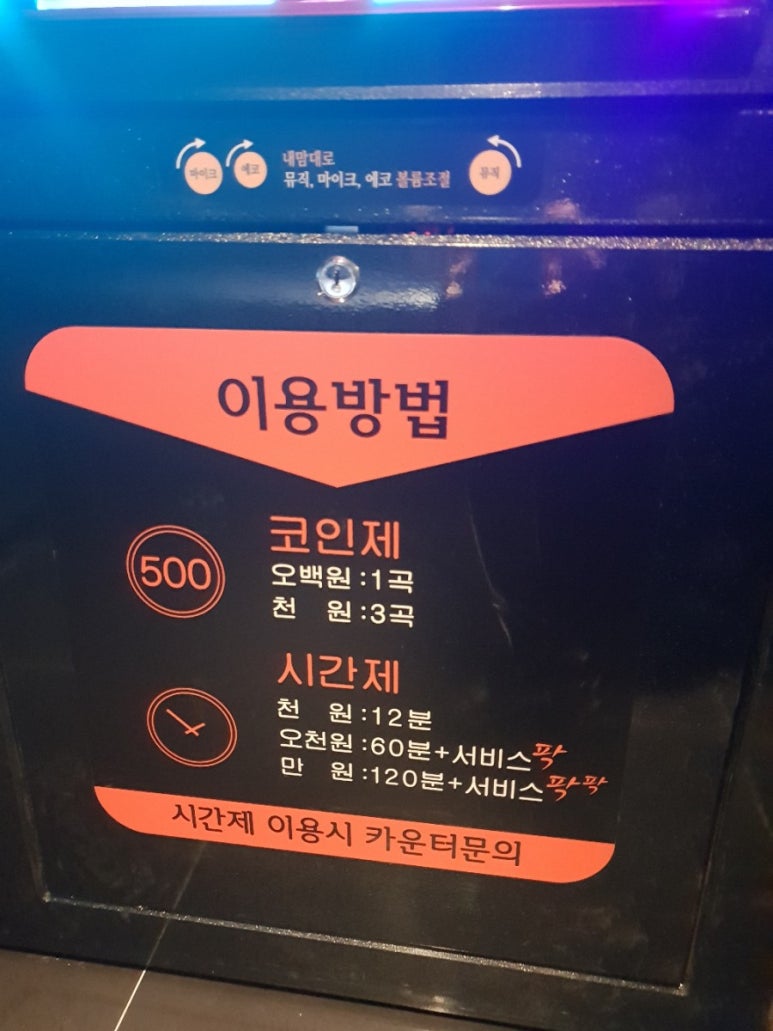 마이크
에코
내맘대로
뮤직, 마이크, 에코 볼륨조절
뮤직
이용방법
500
코인제
오백원 : 1곡
천 원 : 3곡
시간제
천 원 : 12분
오천원 : 60분+서비스팍
만 원 : 120분+서비스팍팍
시간제 이용시 카운터문의